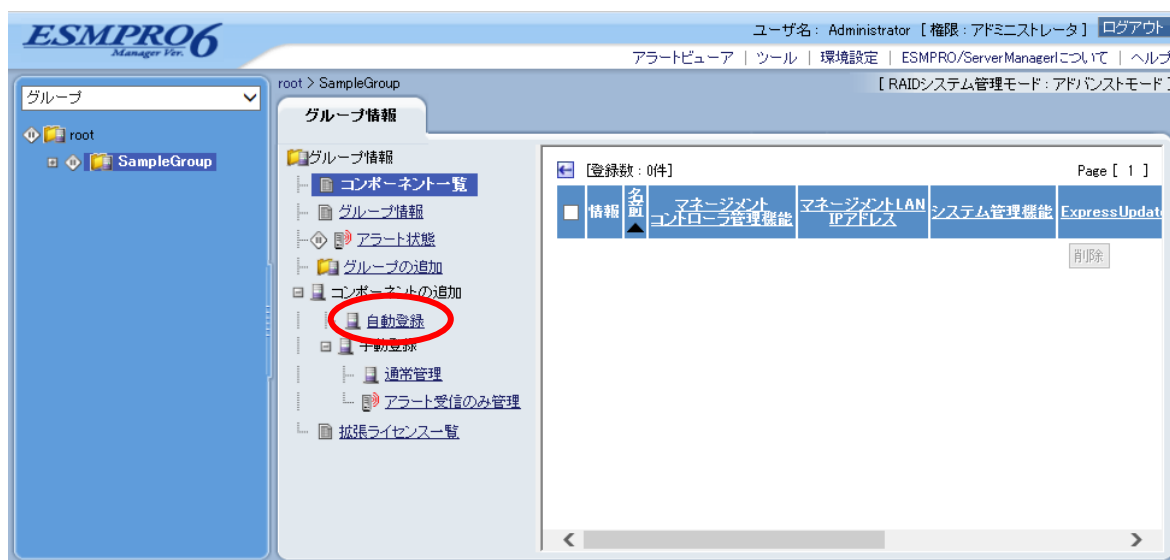 ESMPRO6
Manager Ver.
ユーザ名： Administrator [ 権限：アドミニストレータ ] ログアウト
アラートビューア | ツール | 環境設定 | ESMPRO/ServerManagerについて | ヘルプ
グループ
root
SampleGroup
root > SampleGroup
[ RAIDシステム管理モード：アドバンストモード ]
グループ情報
グループ情報
コンポーネント一覧
グループ情報
アラート状態
グループの追加
コンポーネントの追加
自動登録
手動登録
通常管理
アラート受信のみ管理
拡張ライセンス一覧
[登録数：0件]
Page [ 1 ]
情報 名前▲ マネージメントコントローラ管理機能 マネージメントLAN IPアドレス システム管理機能 ExpressUpdate
削除